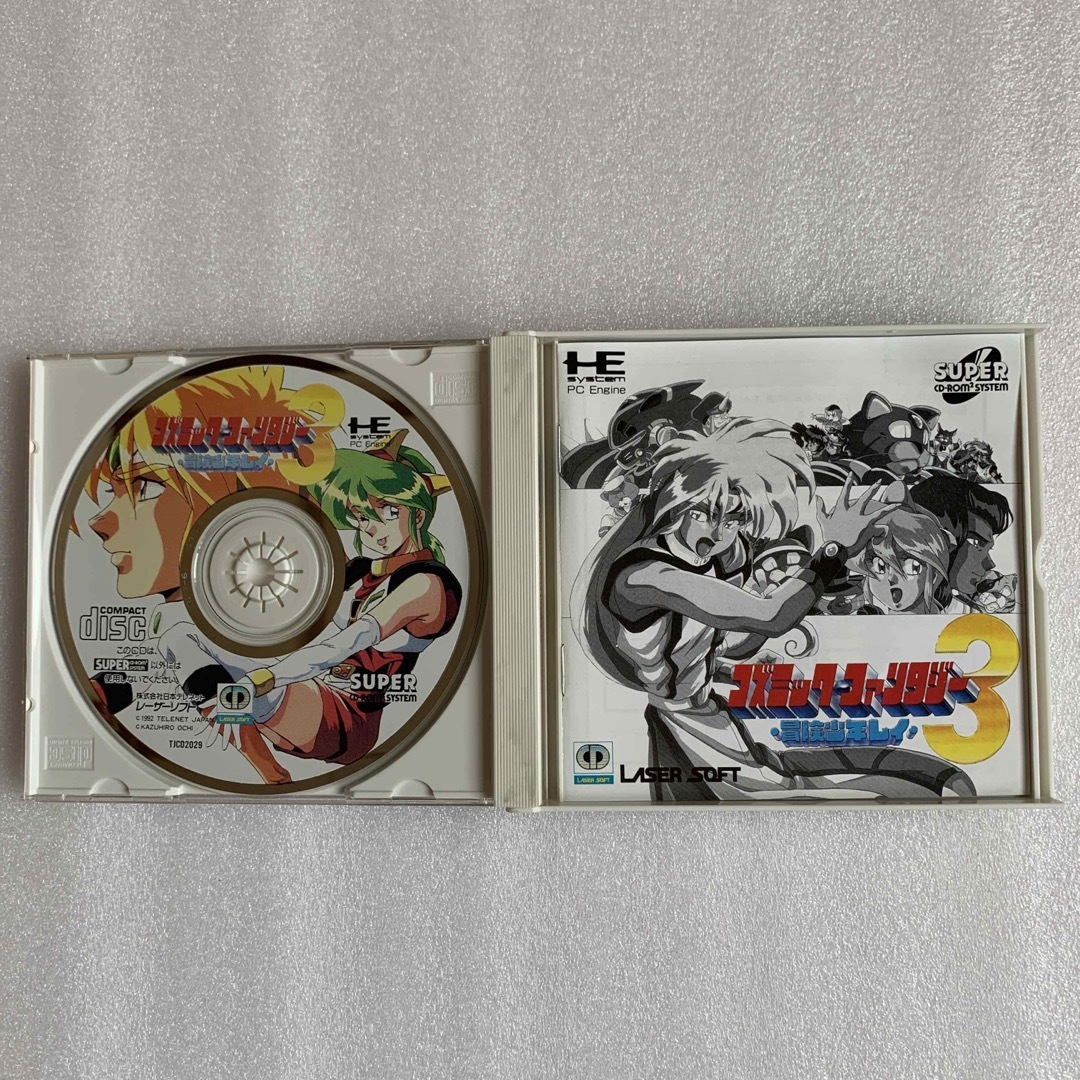 コズミック・ファンタジー
3
冒険少年レイ
HE
system
PC Engine
COMPACT
disc
このCDは、
SUPER CD-ROM² SYSTEM 以外には
使用しないでください。
株式会社日本テレネット
レーザーソフト
© 1992 TELENET JAPAN
© KAZUHIRO OCHI
TJCD2029
LASER SOFT
SUPER
CD-ROM² SYSTEM
HE
system
PC Engine
SUPER
CD-ROM² SYSTEM
コズミック・ファンタジー
3
冒険少年レイ
LASER SOFT
LASER SOFT